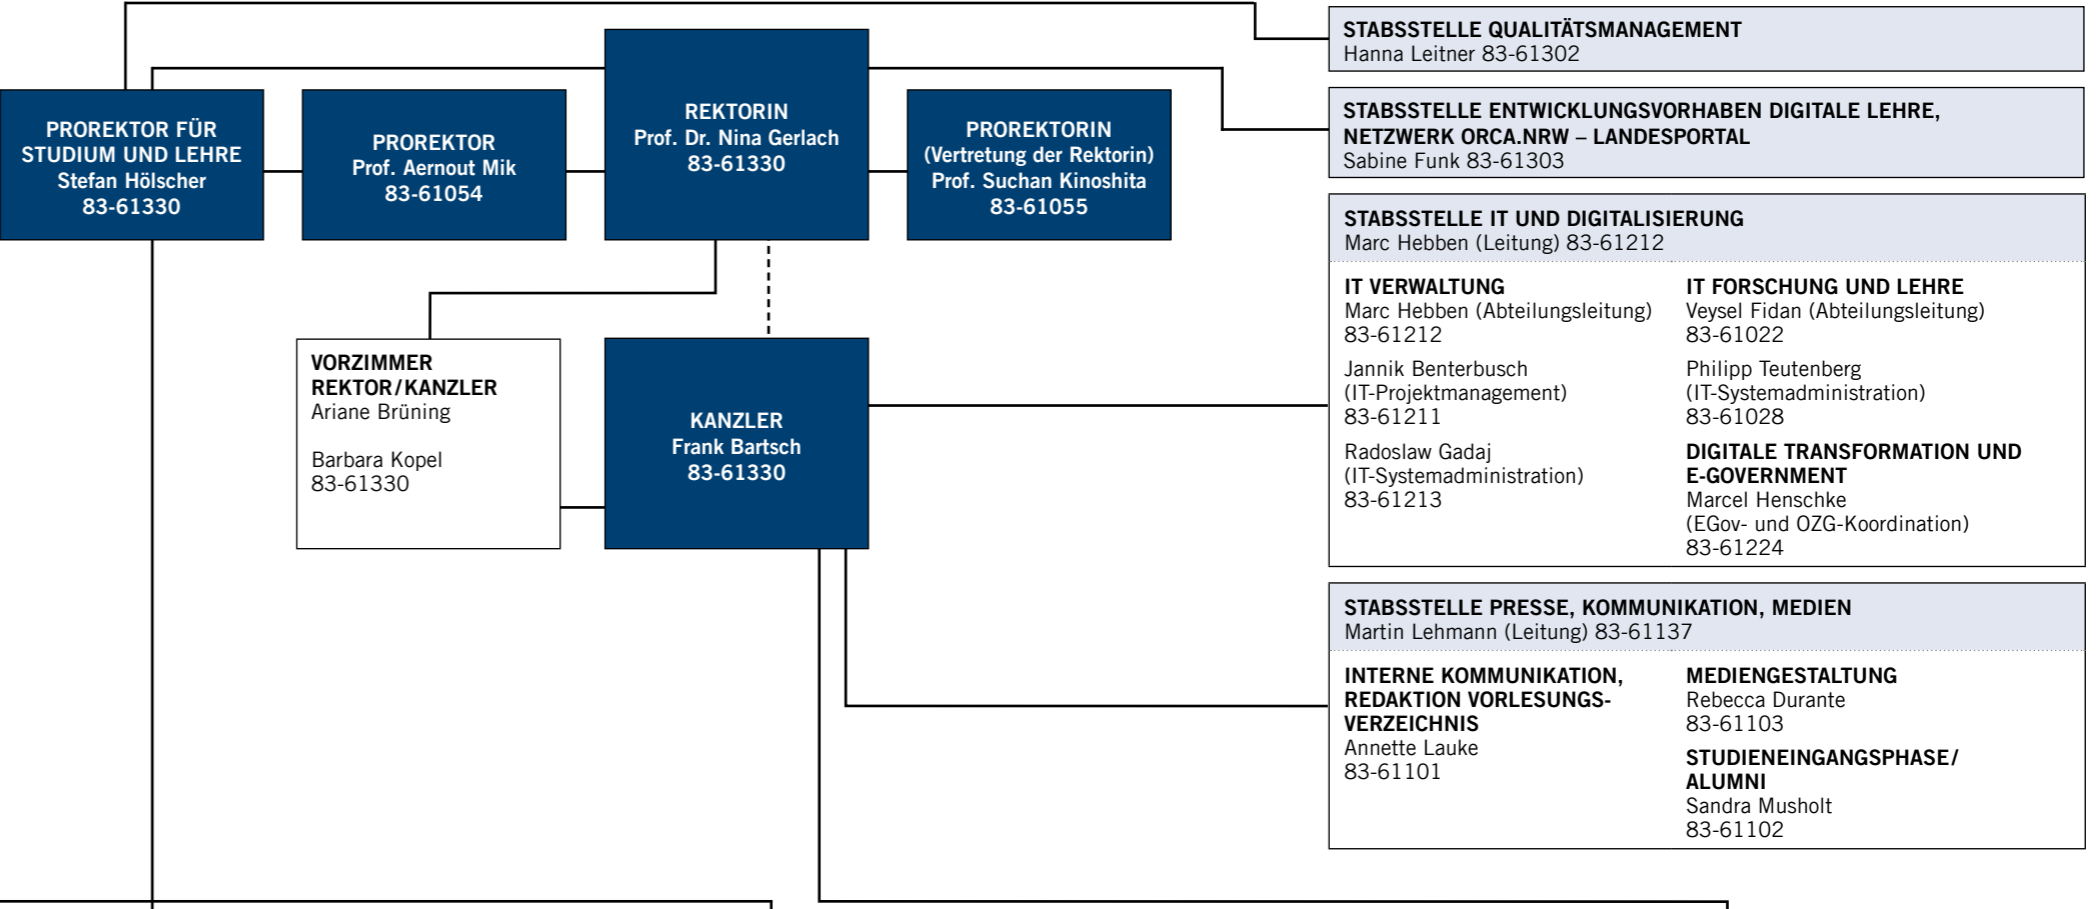 PROREKTOR FÜR
STUDIUM UND LEHRE
Stefan Hölscher
83-61330
PROREKTOR
Prof. Aernout Mik
83-61054
REKTORIN
Prof. Dr. Nina Gerlach
83-61330
PROREKTORIN
(Vertretung der Rektorin)
Prof. Suchan Kinoshita
83-61055
VORZIMMER
REKTOR/KANZLER
Ariane Brüning
Barbara Kopel
83-61330
KANZLER
Frank Bartsch
83-61330
STABSSTELLE QUALITÄTSMANAGEMENT
Hanna Leitner 83-61302
STABSSTELLE ENTWICKLUNGSVORHABEN DIGITALE LEHRE,
NETZWERK ORCA.NRW – LANDESPORTAL
Sabine Funk 83-61303
STABSSTELLE IT UND DIGITALISIERUNG
Marc Hebben (Leitung) 83-61212
IT VERWALTUNG
Marc Hebben (Abteilungsleitung)
83-61212
Jannik Benterbusch
(IT-Projektmanagement)
83-61211
Radoslaw Gadaj
(IT-Systemadministration)
83-61213
IT FORSCHUNG UND LEHRE
Veysel Fidan (Abteilungsleitung)
83-61022
Philipp Teutenberg
(IT-Systemadministration)
83-61028
DIGITALE TRANSFORMATION UND
E-GOVERNMENT
Marcel Henschke
(EGov- und OZG-Koordination)
83-61224
STABSSTELLE PRESSE, KOMMUNIKATION, MEDIEN
Martin Lehmann (Leitung) 83-61137
INTERNE KOMMUNIKATION,
REDAKTION VORLESUNGS-
VERZEICHNIS
Annette Lauke
83-61101
MEDIENGESTALTUNG
Rebecca Durante
83-61103
STUDIENEINGANGSPHASE/
ALUMNI
Sandra Musholt
83-61102